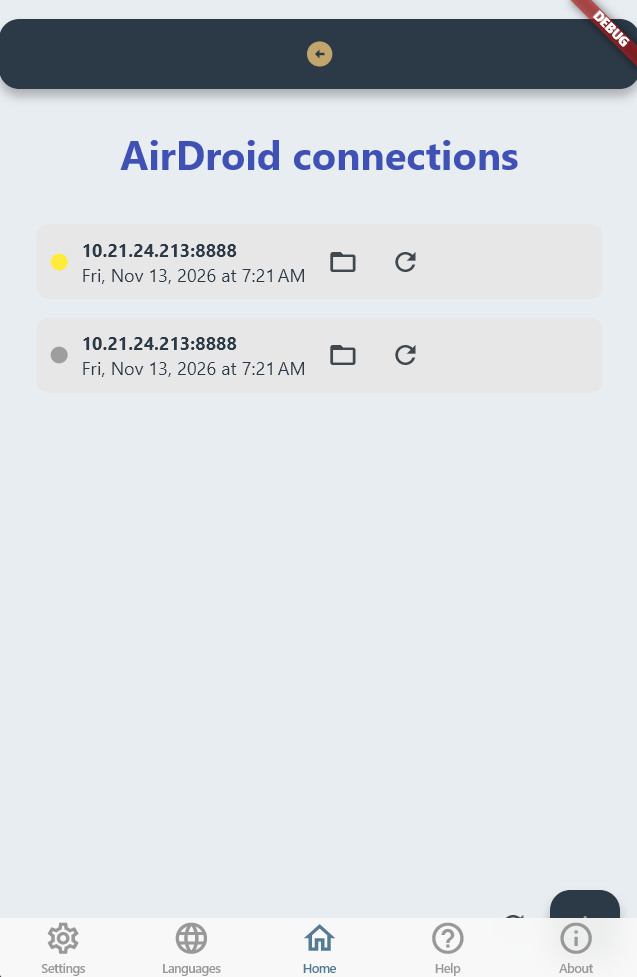 DEBUG
AirDroid connections
10.21.24.213:8888
Fri, Nov 13, 2026 at 7:21 AM
10.21.24.213:8888
Fri, Nov 13, 2026 at 7:21 AM
Settings
Languages
Home
Help
About